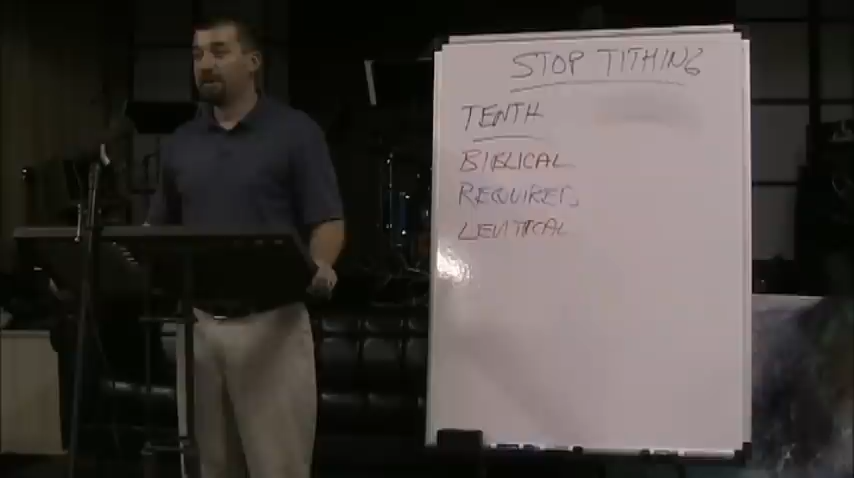 STOP TITHING
TENTH
BIBLICAL
REQUIRED
LEVITICAL